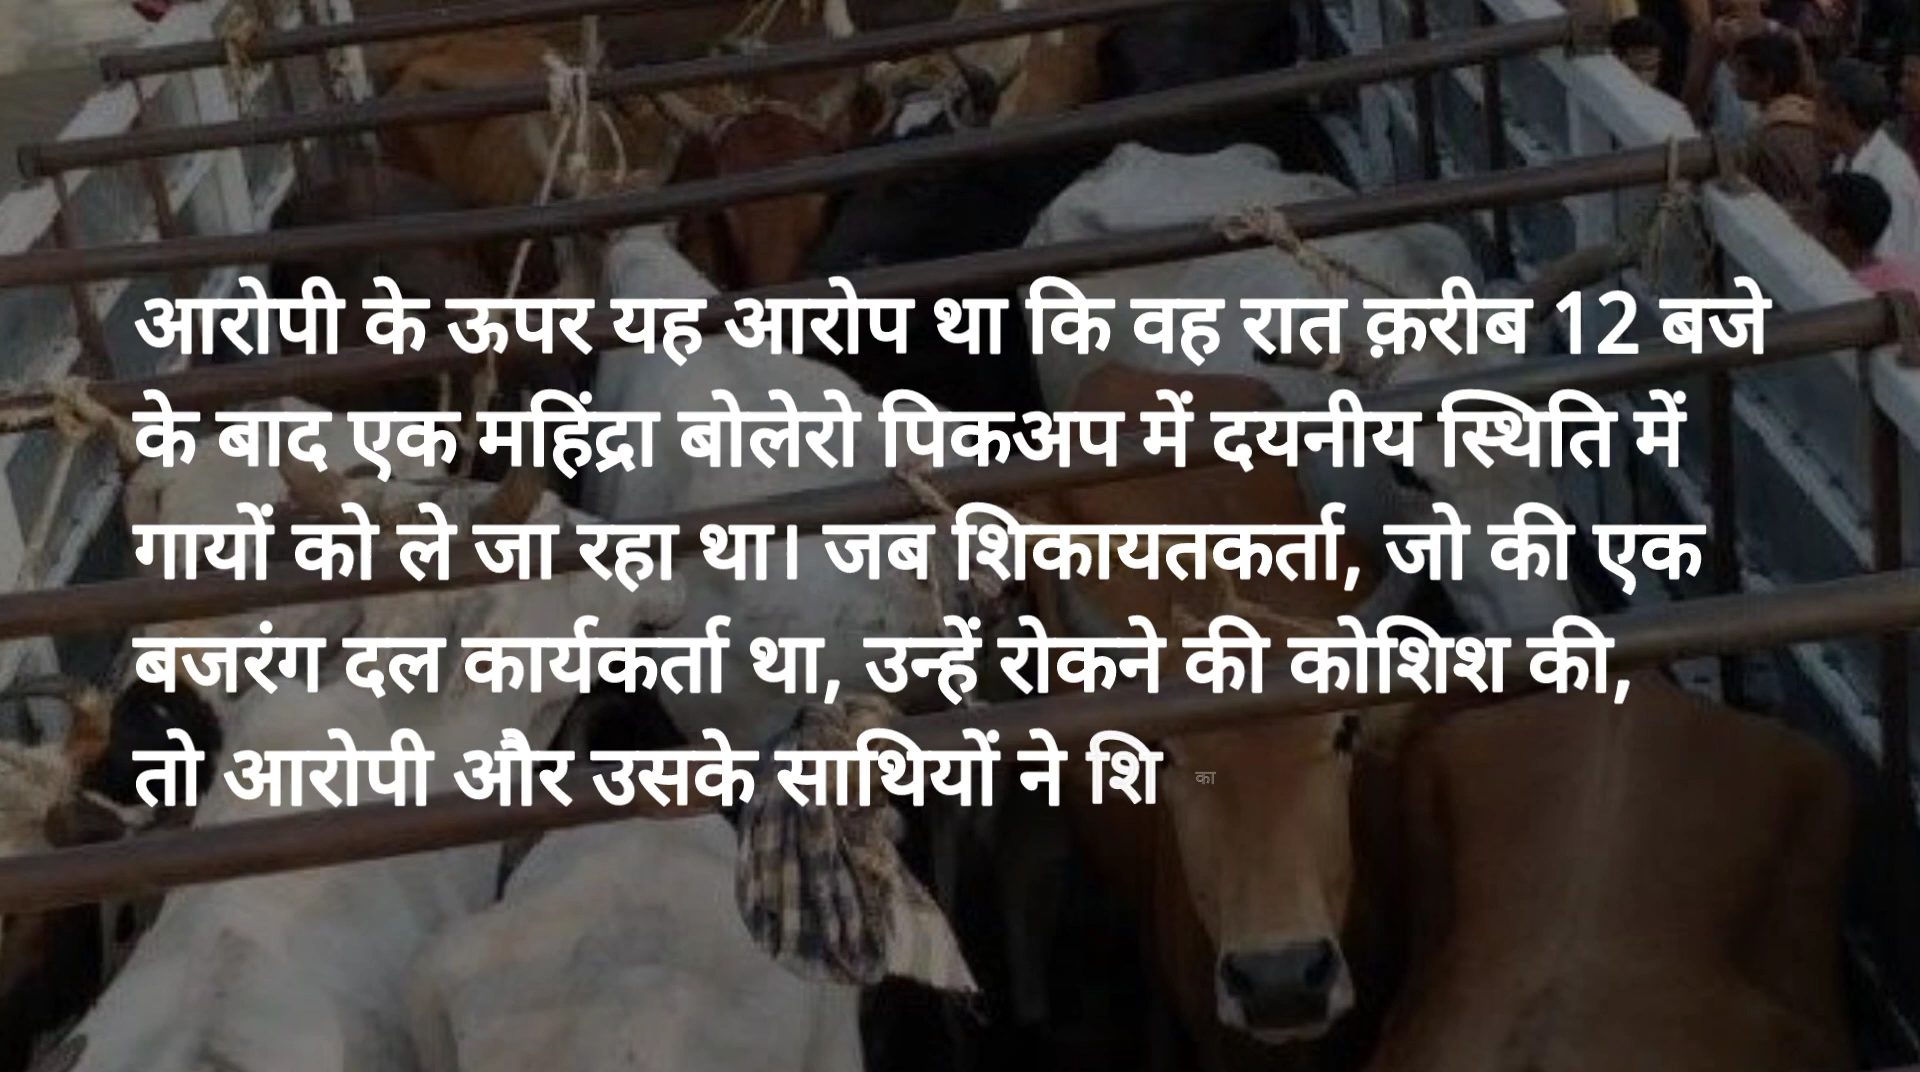 आरोपी के ऊपर यह आरोप था कि वह रात क़रीब 12 बजे
के बाद एक महिंद्रा बोलेरो पिकअप में दयनीय स्थिति में
गायों को ले जा रहा था। जब शिकायतकर्ता, जो की एक
बजरंग दल कार्यकर्ता था, उन्हें रोकने की कोशिश की,
तो आरोपी और उसके साथियों ने शि का